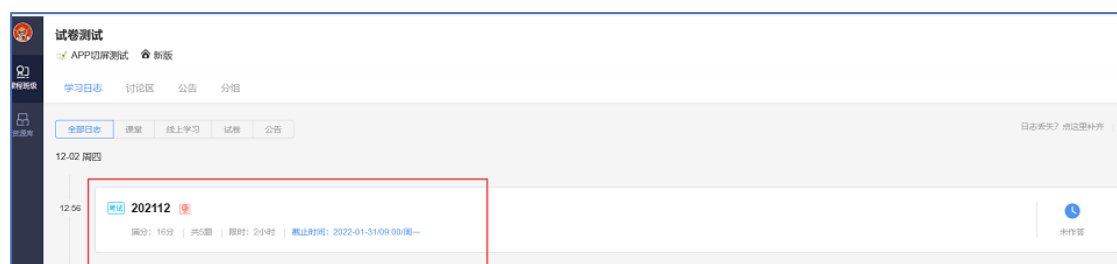 试卷测试
APP切屏测试 新版
课程班级
学习日志 讨论区 公告 分组
资源库
全部日志 课堂 线上学习 试卷 公告
日志丢失?点这里补齐
12-02 周四
12:56 考试 202112
满分:16分 | 共5题 | 限时:2小时 | 截止时间:2022-01-31/09:00/周一
未作答